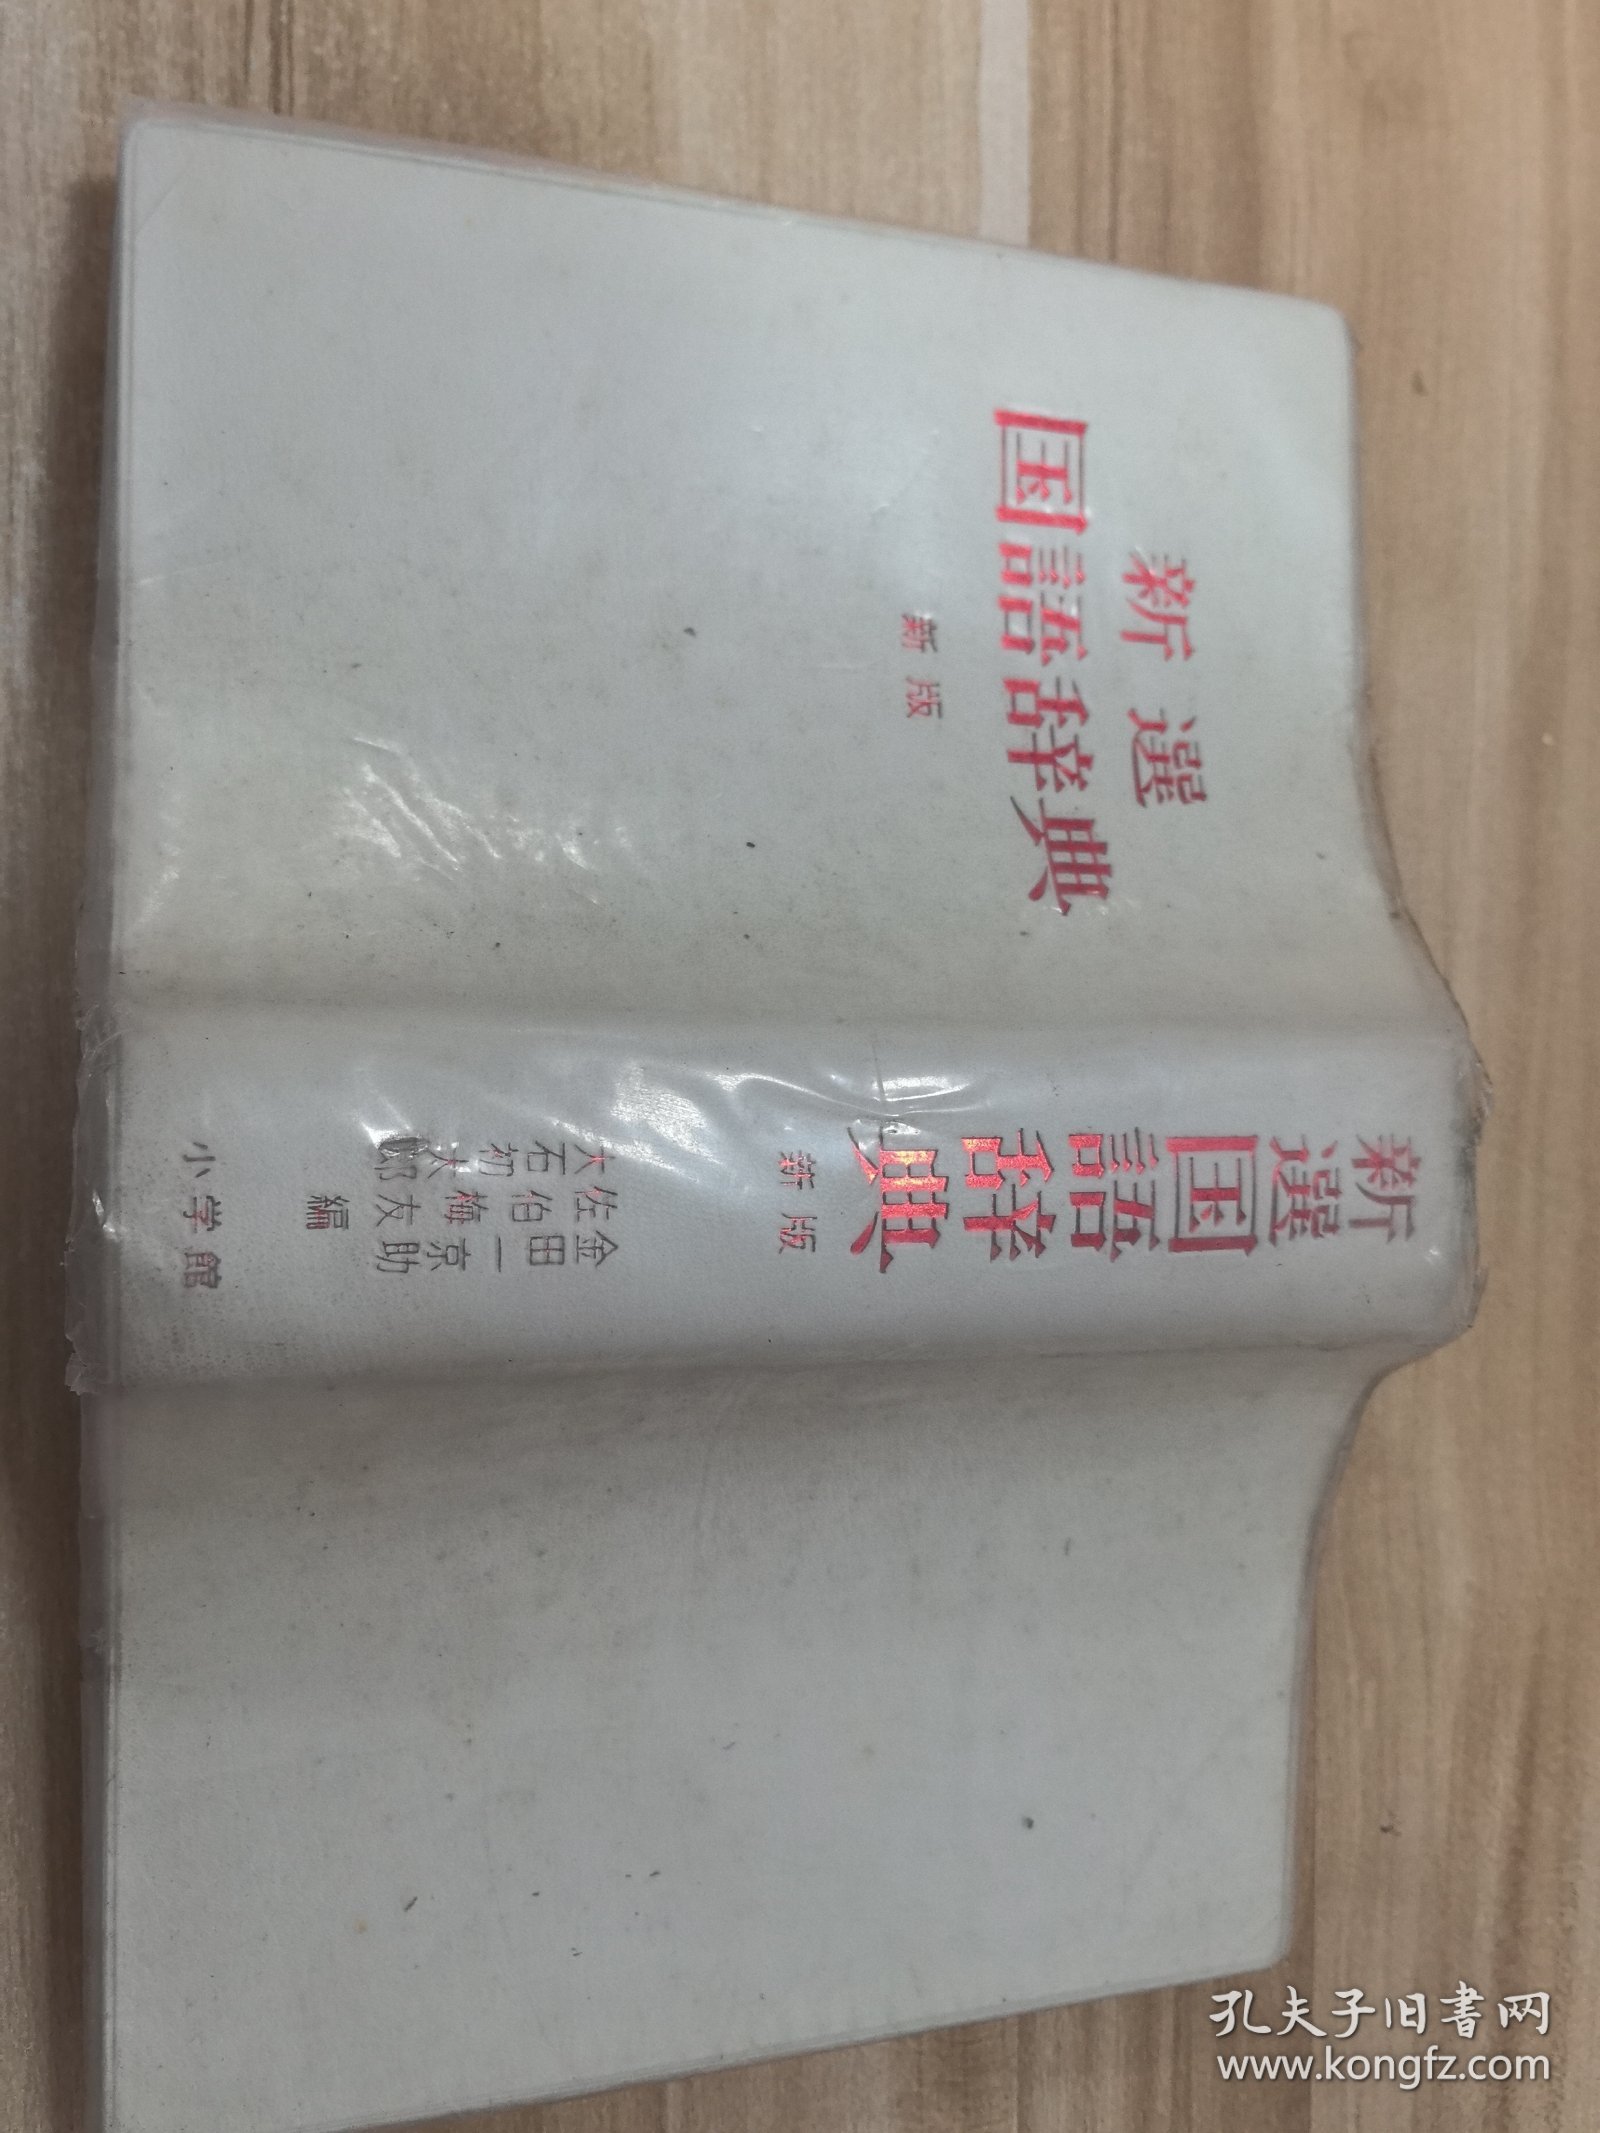 新選
国語辞典
新版
新選
国語辞典
新版
金田一京助
佐伯梅友
大石初太郎
編
小学館
孔夫子旧書网
www.kongfz.com